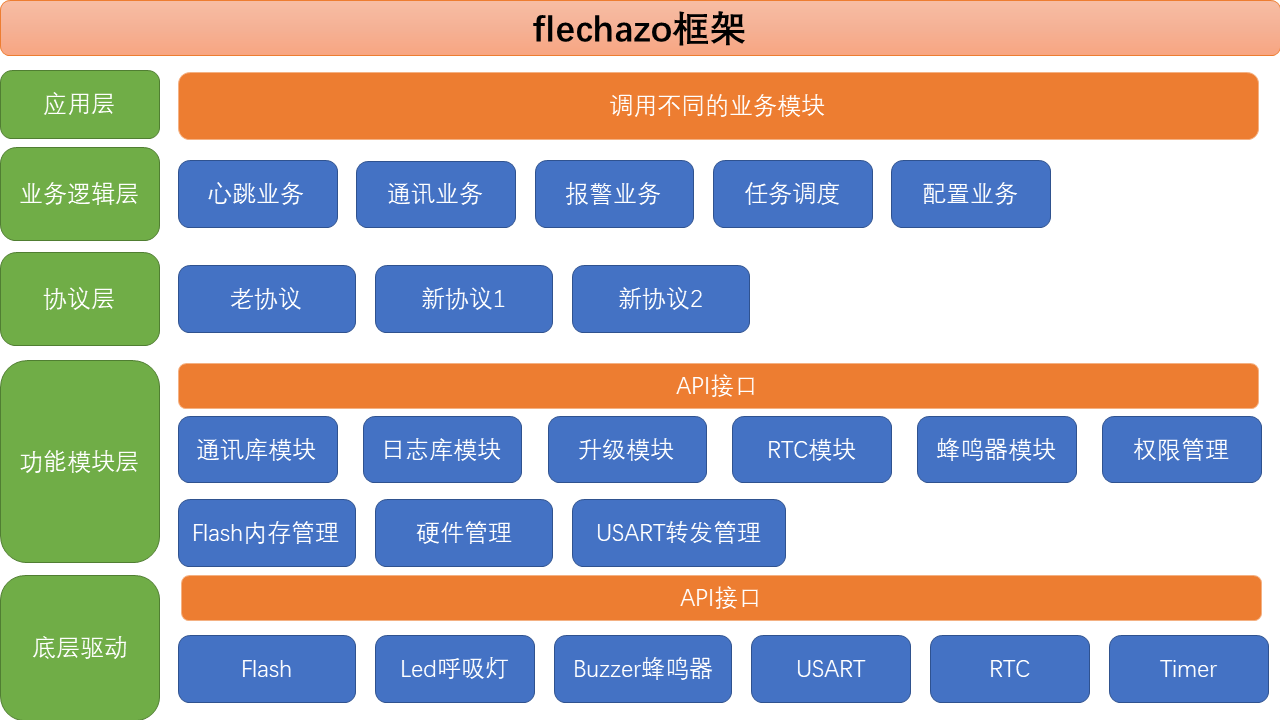 flechazo框架
应用层
调用不同的业务模块
业务逻辑层
心跳业务
通讯业务
报警业务
任务调度
配置业务
协议层
老协议
新协议1
新协议2
功能模块层
API接口
通讯库模块
日志库模块
升级模块
RTC模块
蜂鸣器模块
权限管理
Flash内存管理
硬件管理
USART转发管理
底层驱动
API接口
Flash
Led呼吸灯
Buzzer蜂鸣器
USART
RTC
Timer